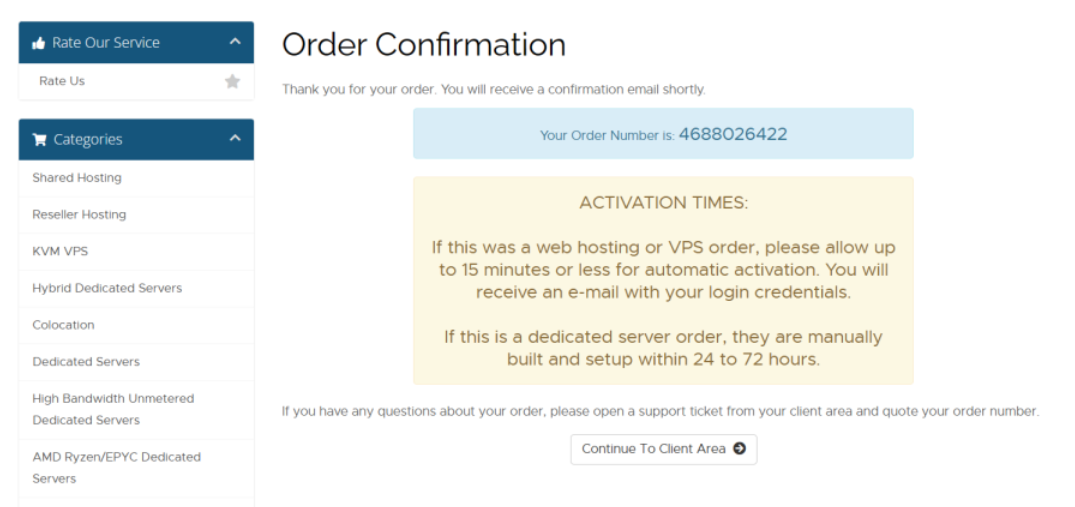 Rate Our Service
Rate Us
Categories
Shared Hosting
Reseller Hosting
KVM VPS
Hybrid Dedicated Servers
Colocation
Dedicated Servers
High Bandwidth Unmetered
Dedicated Servers
AMD Ryzen/EPYC Dedicated
Servers
Order Confirmation
Thank you for your order. You will receive a confirmation email shortly.
Your Order Number is: 4688026422
ACTIVATION TIMES:
If this was a web hosting or VPS order, please allow up
to 15 minutes or less for automatic activation. You will
receive an e-mail with your login credentials.
If this is a dedicated server order, they are manually
built and setup within 24 to 72 hours.
If you have any questions about your order, please open a support ticket from your client area and quote your order number.
Continue To Client Area